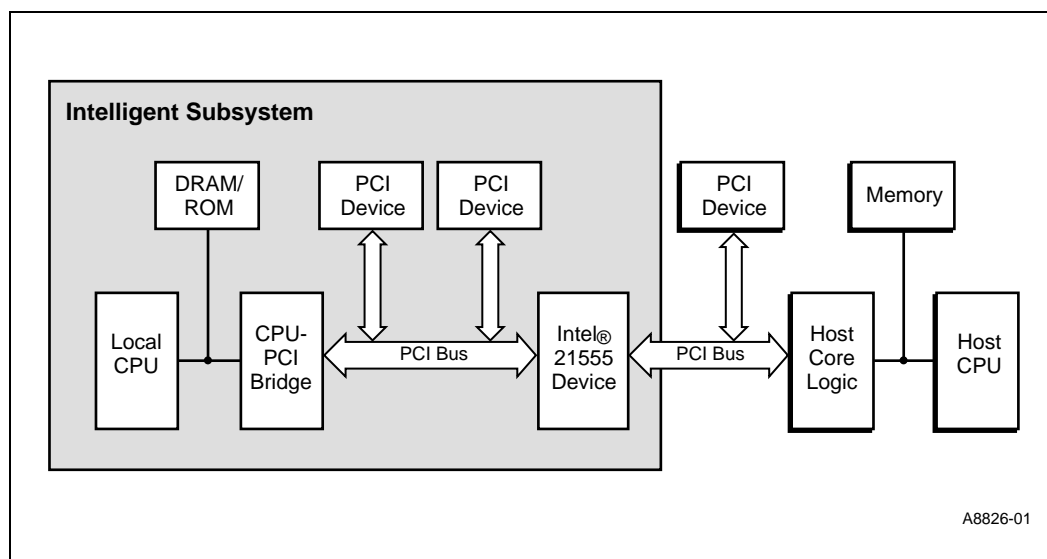 Intelligent Subsystem
DRAM/
ROM
PCI
Device
PCI
Device
PCI
Device
Memory
Local
CPU
CPU-
PCI
Bridge
PCI Bus
Intel®
21555
Device
PCI Bus
Host
Core
Logic
Host
CPU
A8826-01